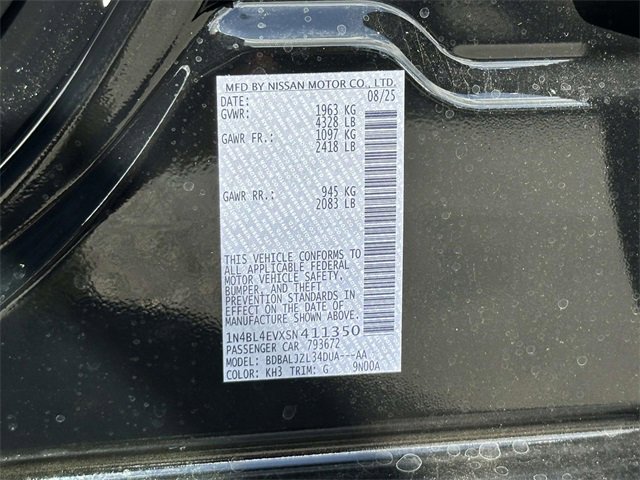 MFD BY NISSAN MOTOR CO., LTD.
DATE: 08/25
GVWR: 1963 KG
4328 LB
GAWR FR: 1097 KG
2418 LB
GAWR RR: 945 KG
2083 LB
THIS VEHICLE CONFORMS TO
ALL APPLICABLE FEDERAL
MOTOR VEHICLE SAFETY,
BUMPER, AND THEFT
PREVENTION STANDARDS IN
EFFECT ON THE DATE OF
MANUFACTURE SHOWN ABOVE.
1N4BL4EVXSN411350
PASSENGER CAR 793672
MODEL: BDBALJZL34DUA---AA
COLOR: KH3 TRIM: G 9N00A